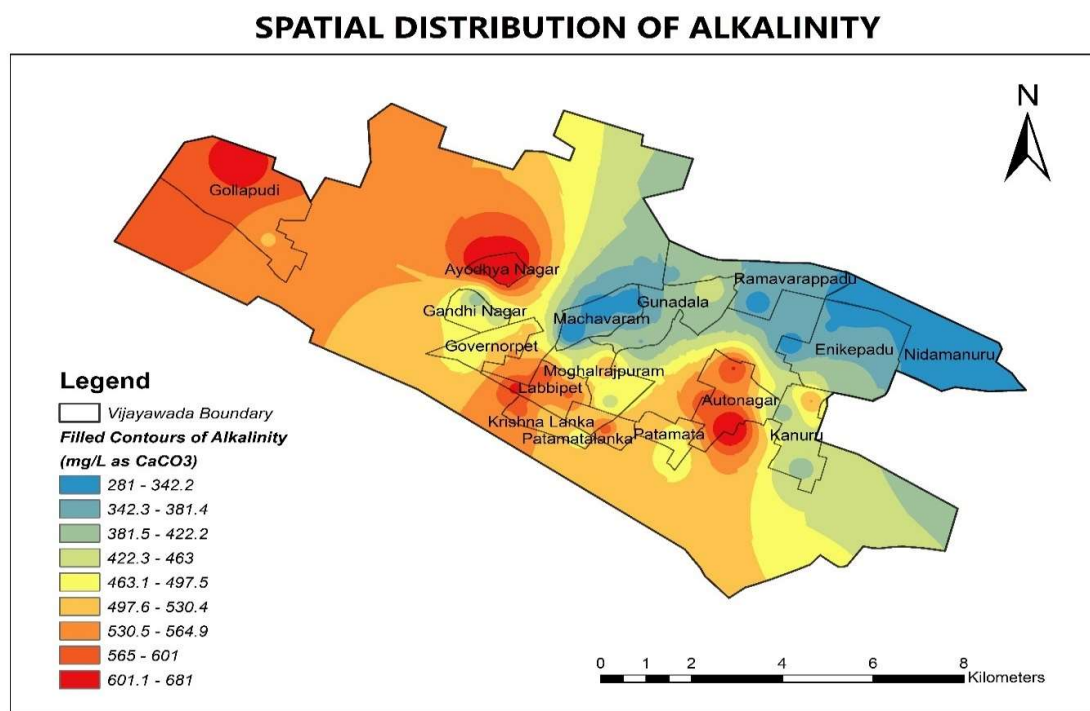 SPATIAL DISTRIBUTION OF ALKALINITY
N
Gollapudi
Ayodhya Nagar
Ramavarappadu
Gandhi Nagar
Gunadala
Machavaram
Governorpet
Enikepadu
Nidamanuru
Moghalrajpuram
Labbipet
Autonagar
Krishna Lanka
Patamatalanka
Patamata
Kanuru
Legend
Vijayawada Boundary
Filled Contours of Alkalinity
(mg/L as CaCO3)
281 - 342.2
342.3 - 381.4
381.5 - 422.2
422.3 - 463
463.1 - 497.5
497.6 - 530.4
530.5 - 564.9
565 - 601
601.1 - 681
0 1 2 4 6 8
Kilometers